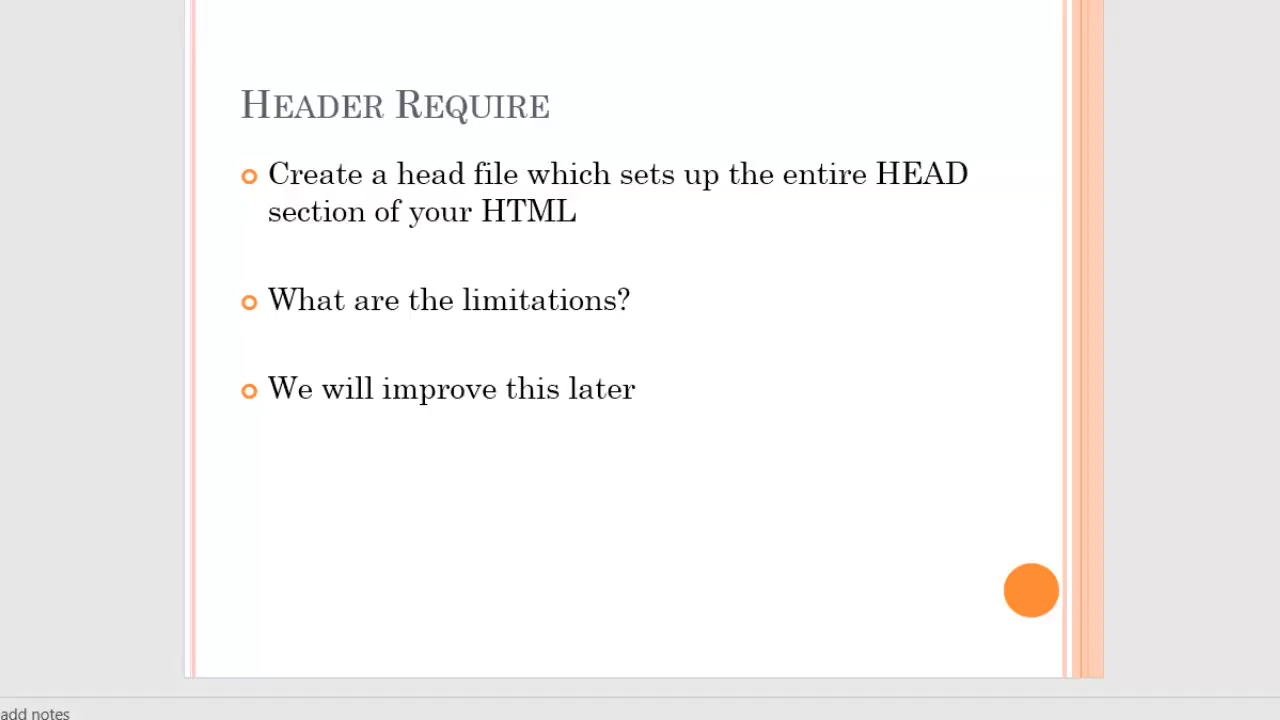 HEADER REQUIRE
Create a head file which sets up the entire HEAD
section of your HTML
What are the limitations?
We will improve this later
add notes